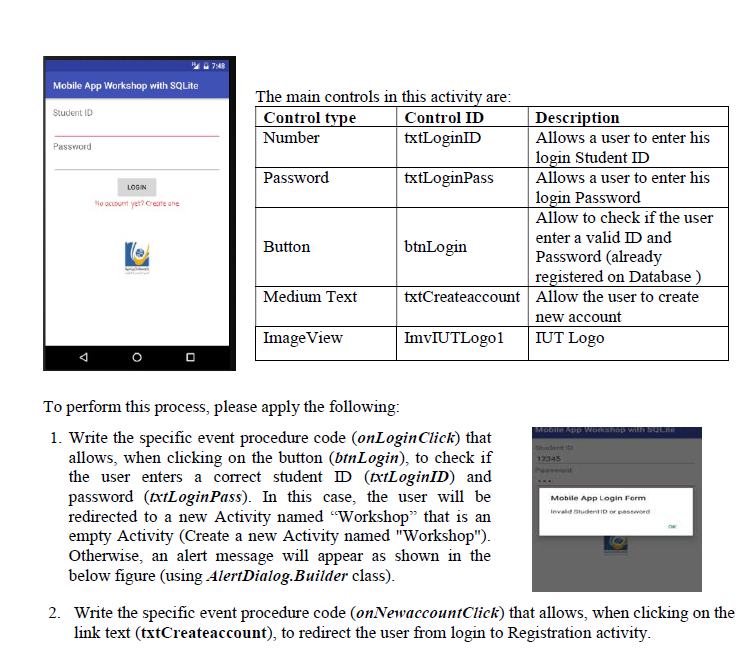 7:48
Mobile App Workshop with SQLite
Student ID
Password
LOGIN
No account yet? Create one
The main controls in this activity are:
Control type Control ID Description
Number txtLoginID Allows a user to enter his
login Student ID
Password txtLoginPass Allows a user to enter his
login Password
Button btnLogin Allow to check if the user
enter a valid ID and
Password (already
registered on Database )
Medium Text txtCreateaccount Allow the user to create
new account
ImageView ImvIUTLogo1 IUT Logo
To perform this process, please apply the following:
1. Write the specific event procedure code (onLoginClick) that
allows, when clicking on the button (btnLogin), to check if
the user enters a correct student ID (txtLoginID) and
password (txtLoginPass). In this case, the user will be
redirected to a new Activity named “Workshop” that is an
empty Activity (Create a new Activity named "Workshop").
Otherwise, an alert message will appear as shown in the
below figure (using AlertDialog.Builder class).
Mobile App Workshop with SQLite
Student ID
12345
Password
Mobile App Login Form
Invalid Student ID or password
OK
2. Write the specific event procedure code (onNewaccountClick) that allows, when clicking on the
link text (txtCreateaccount), to redirect the user from login to Registration activity.